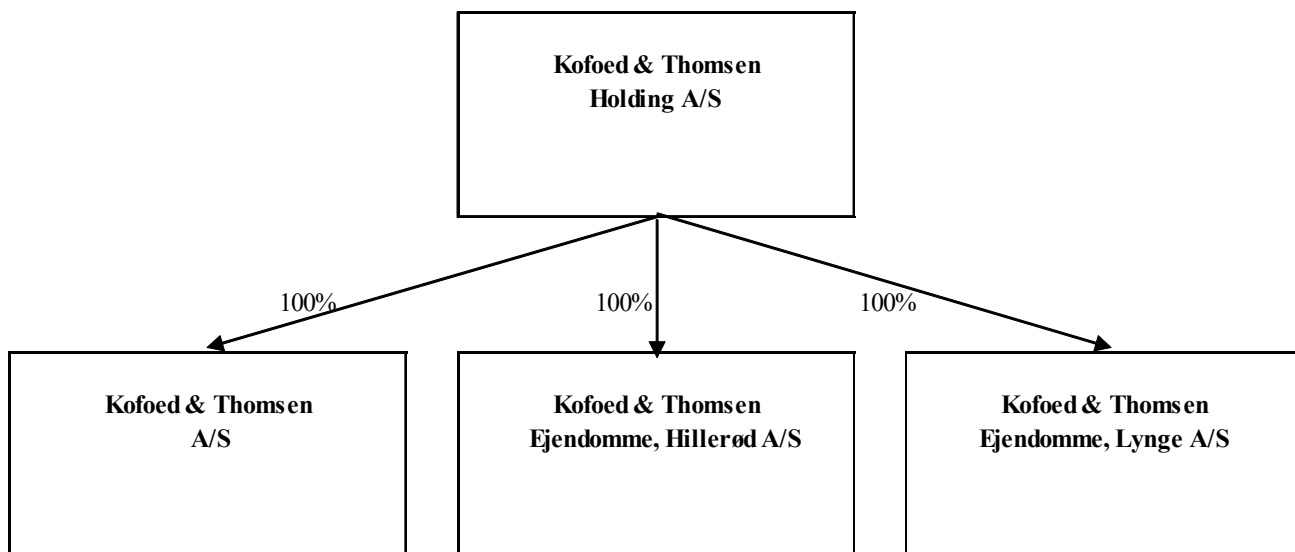 Kofoed & Thomsen
Holding A/S
100%
100%
100%
Kofoed & Thomsen
A/S
Kofoed & Thomsen
Ejendomme, Hillerød A/S
Kofoed & Thomsen
Ejendomme, Lynge A/S